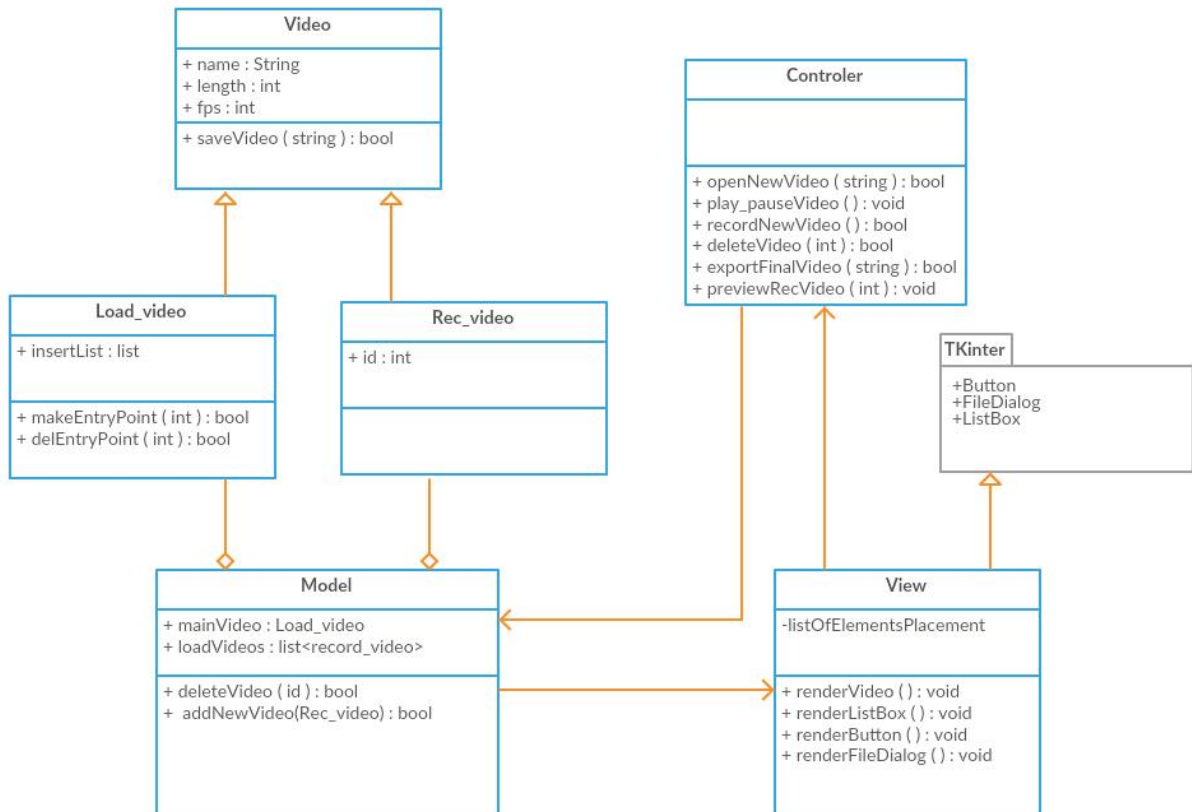 Video
+ name : String
+ length : int
+ fps : int
+ saveVideo ( string ) : bool
Controler
+ openNewVideo ( string ) : bool
+ play_pauseVideo ( ) : void
+ recordNewVideo ( ) : bool
+ deleteVideo ( int ) : bool
+ exportFinalVideo ( string ) : bool
+ previewRecVideo ( int ) : void
Load_video
+ insertList : list
+ makeEntryPoint ( int ) : bool
+ delEntryPoint ( int ) : bool
Rec_video
+ id : int
TKinter
+Button
+FileDialog
+ListBox
Model
+ mainVideo : Load_video
+ loadVideos : list<record_video>
+ deleteVideo ( id ) : bool
+ addNewVideo(Rec_video) : bool
View
-listOfElementsPlacement
+ renderVideo ( ) : void
+ renderListBox ( ) : void
+ renderButton ( ) : void
+ renderFileDialog ( ) : void